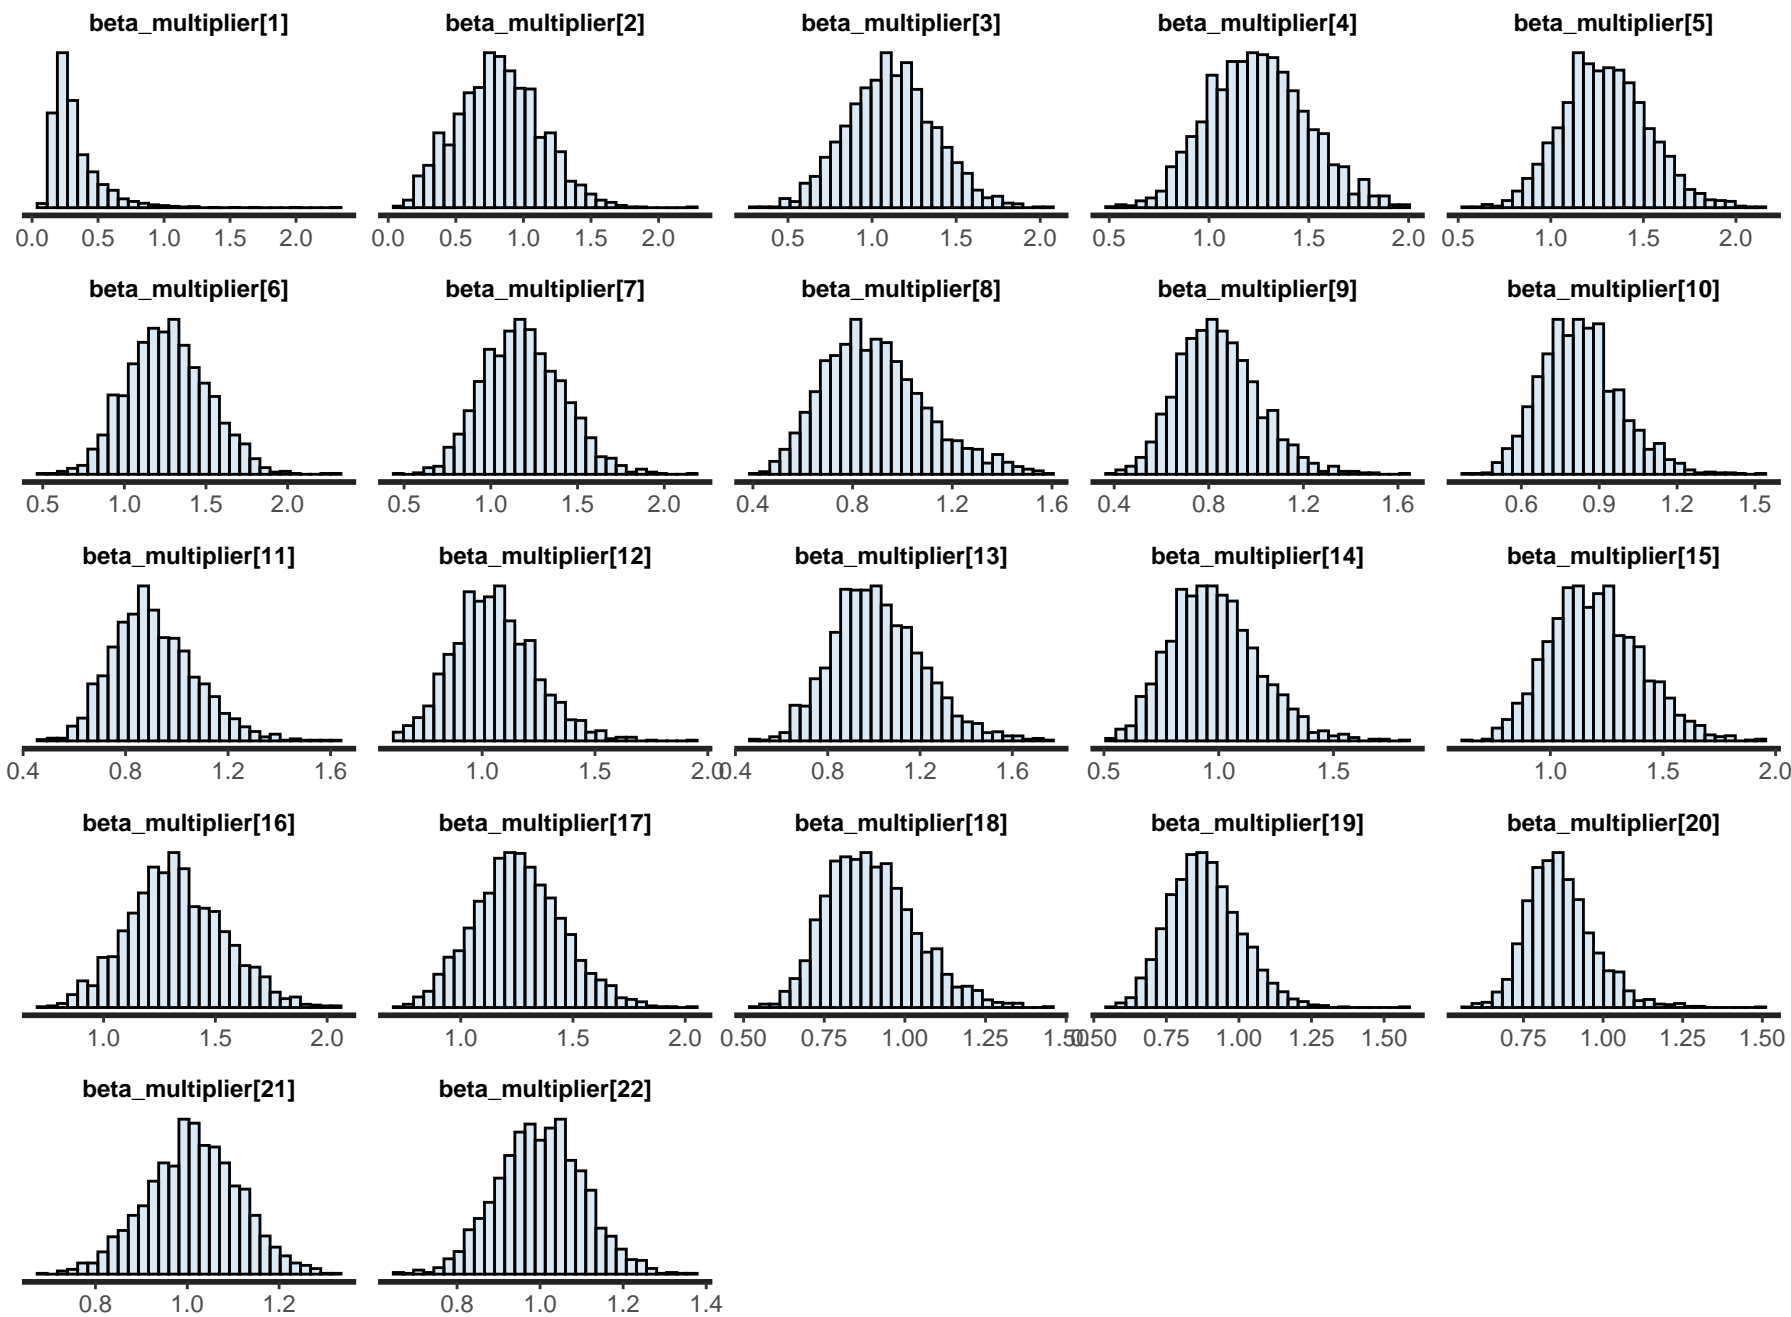 beta_multiplier[1] beta_multiplier[2] beta_multiplier[3] beta_multiplier[4] beta_multiplier[5]
0.0 0.5 1.0 1.5 2.0 0.0 0.5 1.0 1.5 2.0 0.5 1.0 1.5 2.0 0.5 1.0 1.5 2.0 0.5 1.0 1.5 2.0
beta_multiplier[6] beta_multiplier[7] beta_multiplier[8] beta_multiplier[9] beta_multiplier[10]
0.5 1.0 1.5 2.0 0.5 1.0 1.5 2.0 0.4 0.8 1.2 1.6 0.4 0.8 1.2 1.6 0.6 0.9 1.2 1.5
beta_multiplier[11] beta_multiplier[12] beta_multiplier[13] beta_multiplier[14] beta_multiplier[15]
0.4 0.8 1.2 1.6 1.0 1.5 2.0 0.4 0.8 1.2 1.6 0.5 1.0 1.5 1.0 1.5 2.0
beta_multiplier[16] beta_multiplier[17] beta_multiplier[18] beta_multiplier[19] beta_multiplier[20]
1.0 1.5 2.0 1.0 1.5 2.0 0.50 0.75 1.00 1.25 1.50 0.50 0.75 1.00 1.25 1.50 0.75 1.00 1.25 1.50
beta_multiplier[21] beta_multiplier[22]
0.8 1.0 1.2 0.8 1.0 1.2 1.4